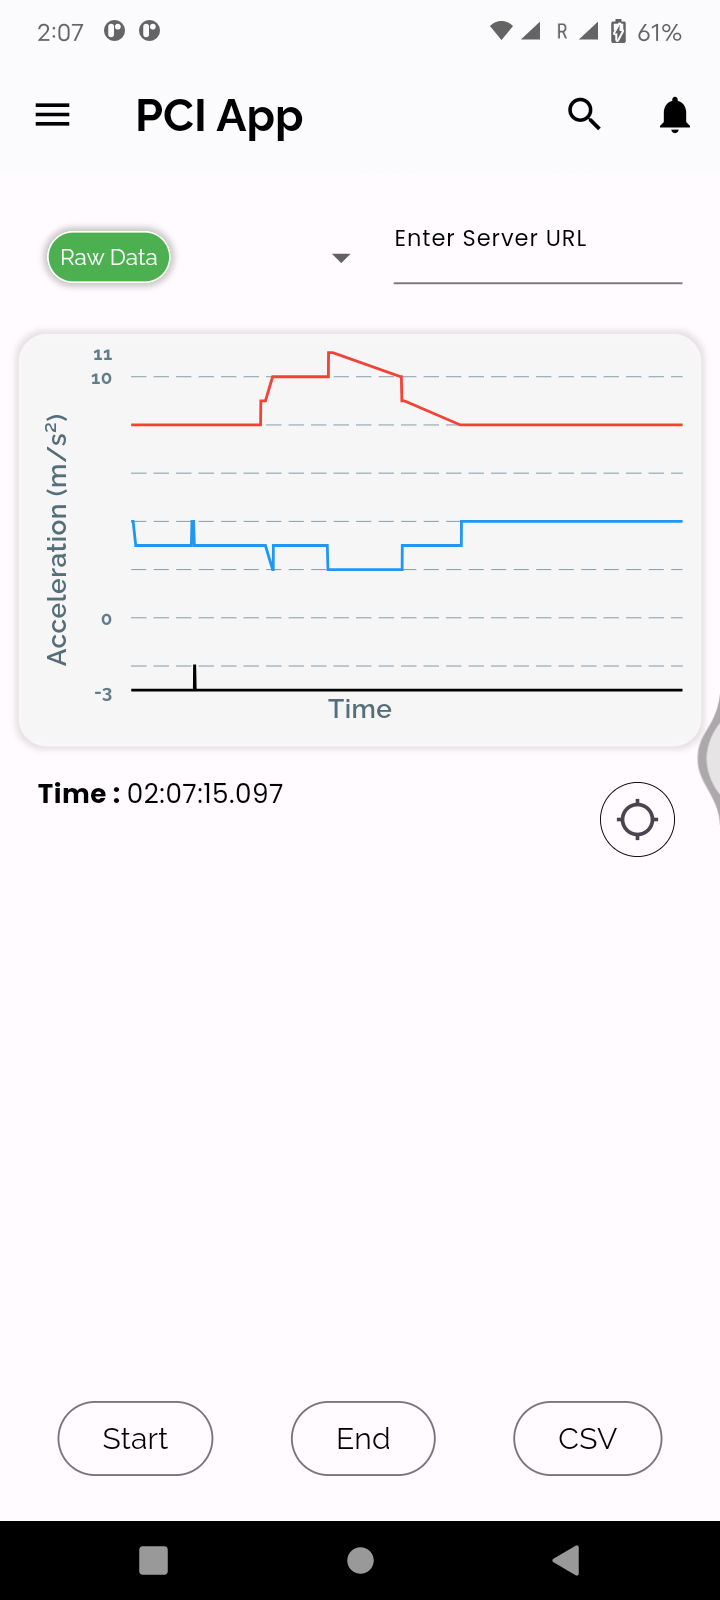 2:07 R 61%
PCI App
Enter Server URL
Raw Data
11
10
Acceleration (m/s²)
0
-3
Time
Time : 02:07:15.097
Start End CSV